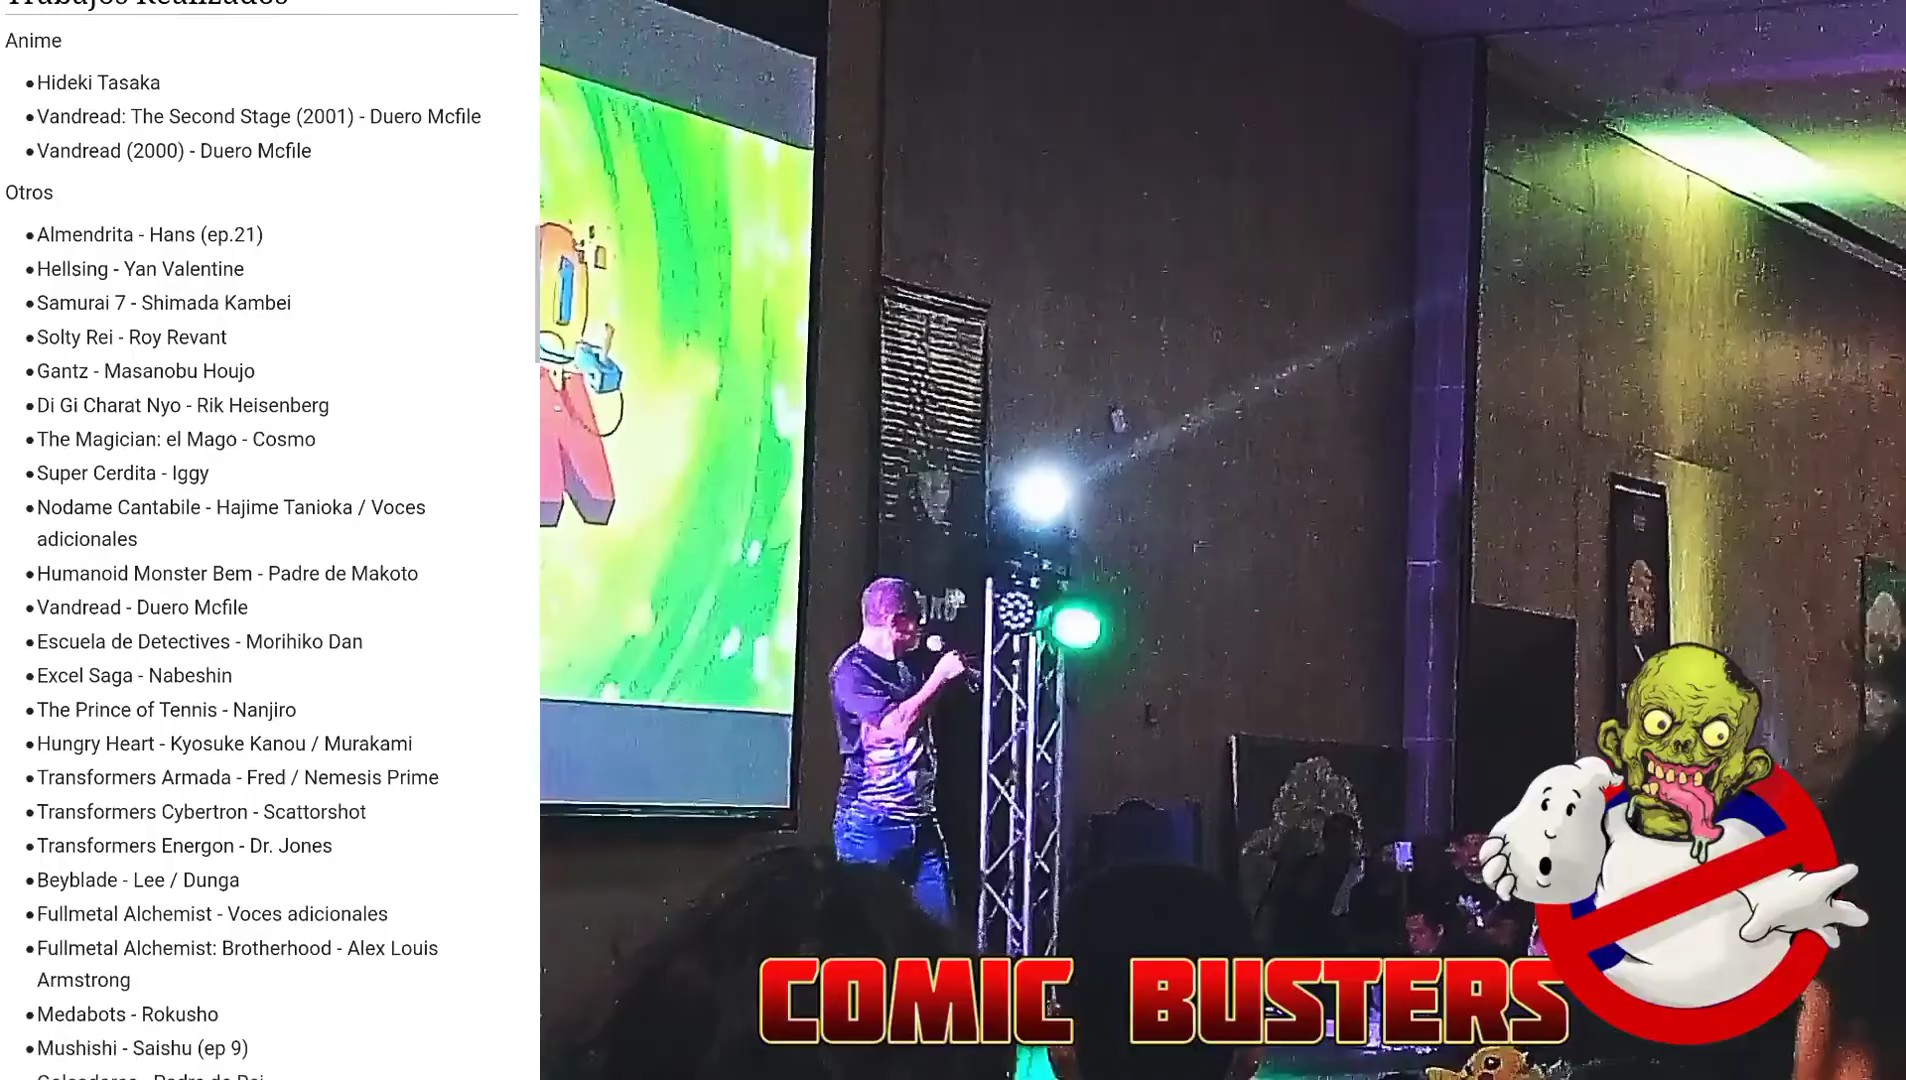 Trabajos Realizados
Anime
•Hideki Tasaka
•Vandread: The Second Stage (2001) - Duero Mcfile
•Vandread (2000) - Duero Mcfile
Otros
•Almendrita - Hans (ep.21)
•Hellsing - Yan Valentine
•Samurai 7 - Shimada Kambei
•Solty Rei - Roy Revant
•Gantz - Masanobu Houjo
•Di Gi Charat Nyo - Rik Heisenberg
•The Magician: el Mago - Cosmo
•Super Cerdita - Iggy
•Nodame Cantabile - Hajime Tanioka / Voces
adicionales
•Humanoid Monster Bem - Padre de Makoto
•Vandread - Duero Mcfile
•Escuela de Detectives - Morihiko Dan
•Excel Saga - Nabeshin
•The Prince of Tennis - Nanjiro
•Hungry Heart - Kyosuke Kanou / Murakami
•Transformers Armada - Fred / Nemesis Prime
•Transformers Cybertron - Scattorshot
•Transformers Energon - Dr. Jones
•Beyblade - Lee / Dunga
•Fullmetal Alchemist - Voces adicionales
•Fullmetal Alchemist: Brotherhood - Alex Louis
Armstrong
•Medabots - Rokusho
•Mushishi - Saishu (ep 9)
COMIC BUSTERS